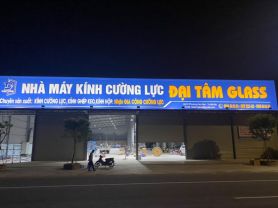 NHÀ MÁY KÍNH CƯỜNG LỰC ĐẠI TÂM GLASS
Chuyên sản xuất: KÍNH CƯỜNG LỰC, KÍNH GHÉP KEO, KÍNH HỘP. Nhận GIA CÔNG CƯỜNG LỰC